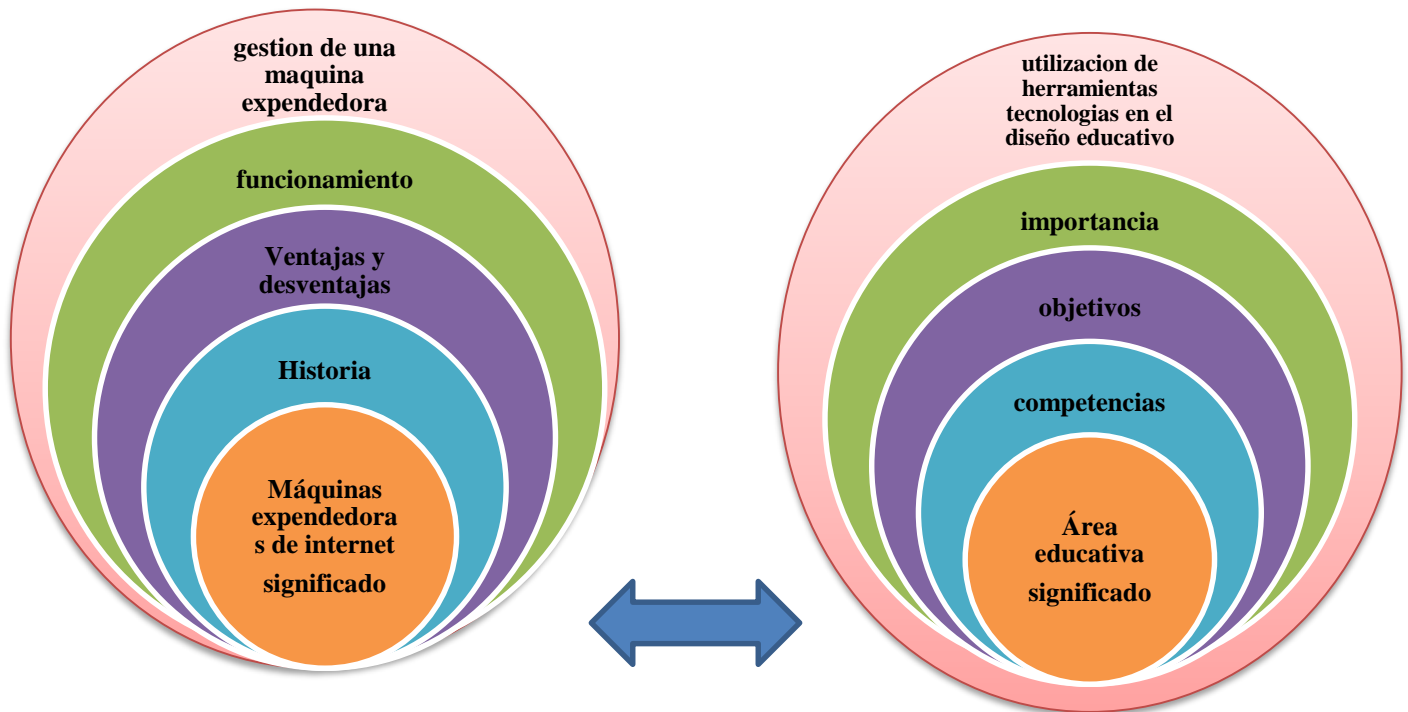 gestion de una
maquina
expendedora
funcionamiento
Ventajas y
desventajas
Historia
Máquinas
expendedora
s de internet
significado
utilizacion de
herramientas
tecnologias en el
diseño educativo
importancia
objetivos
competencias
Área
educativa
significado